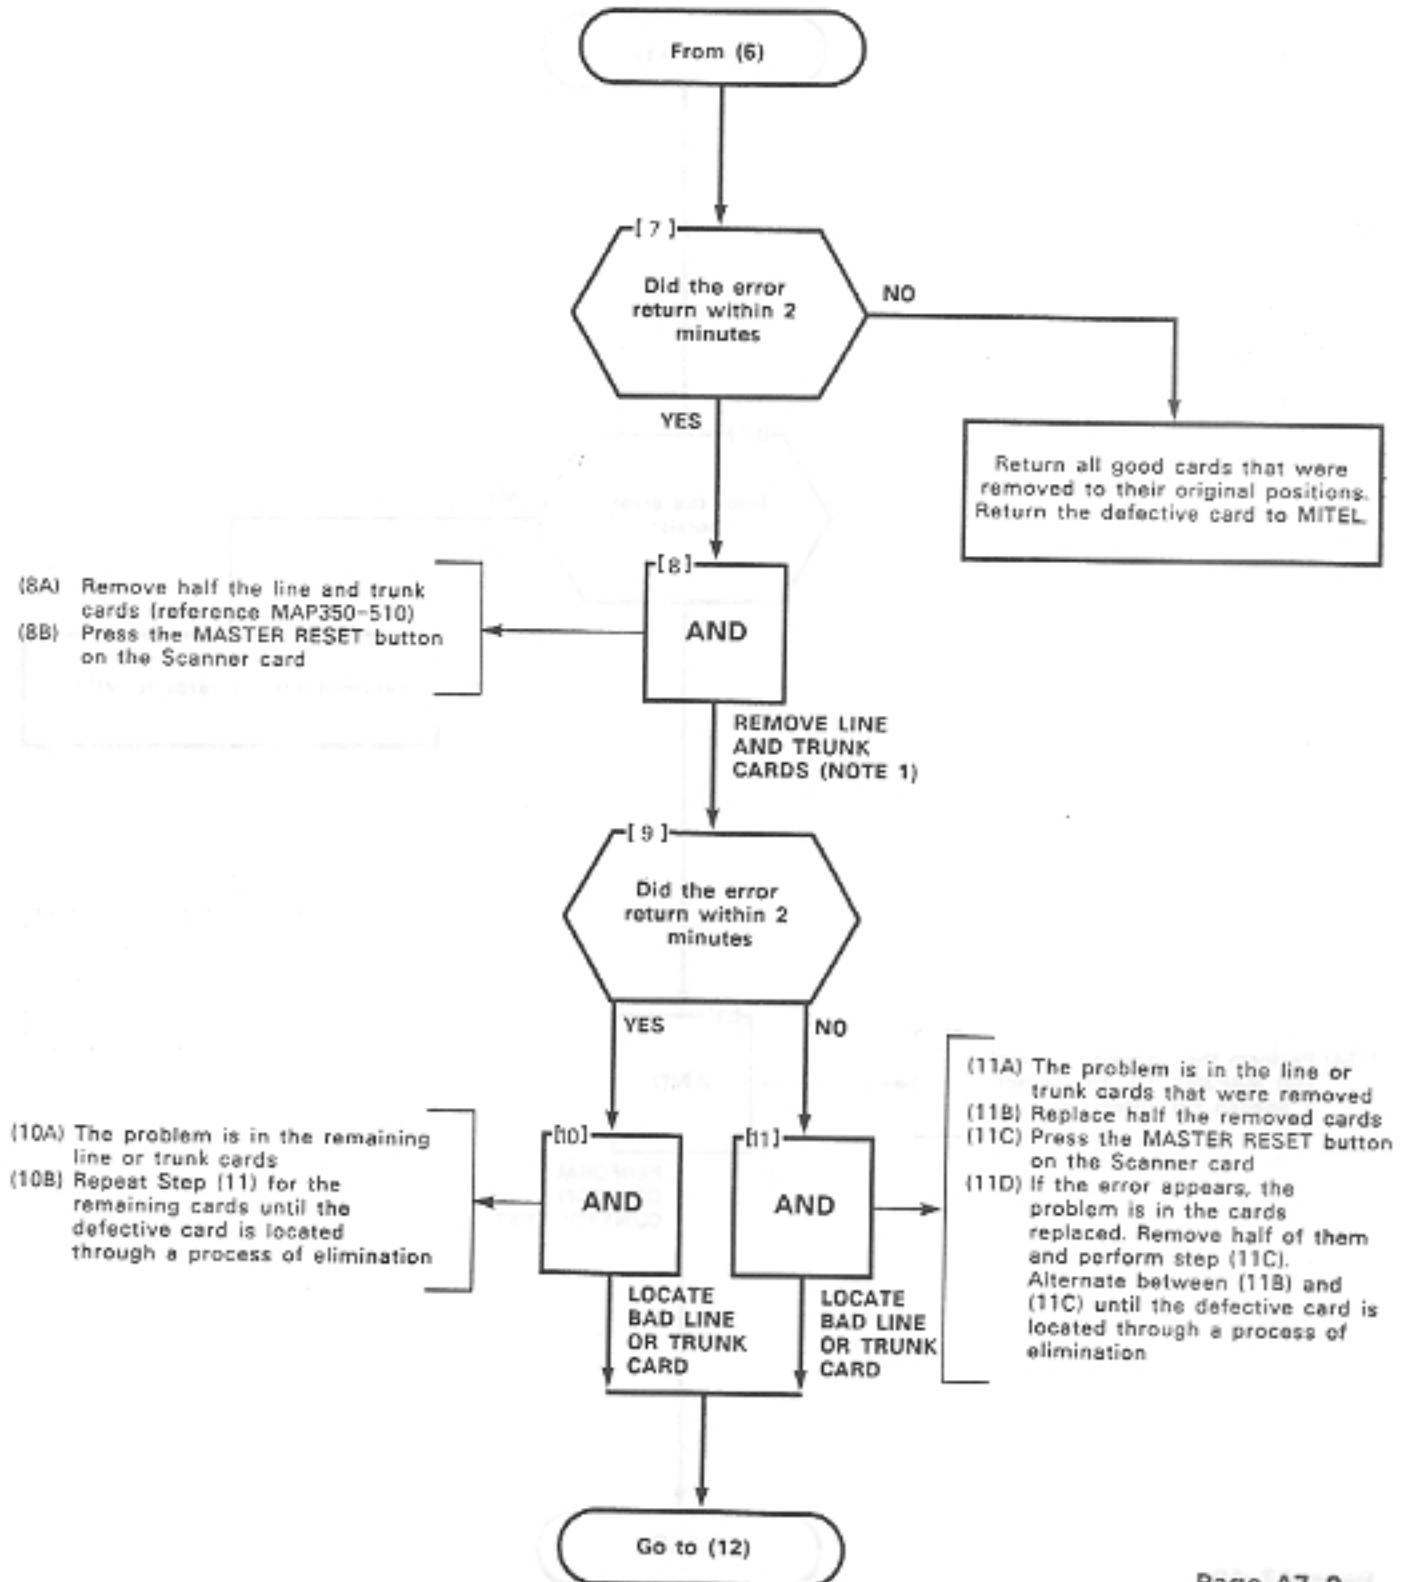 From (6)
[ 7 ]
Did the error
return within 2
minutes
NO
YES
Return all good cards that were
removed to their original positions.
Return the defective card to MITEL.
[8]
AND
(8A) Remove half the line and trunk
cards (reference MAP350-510)
(8B) Press the MASTER RESET button
on the Scanner card
REMOVE LINE
AND TRUNK
CARDS (NOTE 1)
[ 9 ]
Did the error
return within 2
minutes
YES
NO
(10A) The problem is in the remaining
line or trunk cards
(10B) Repeat Step (11) for the
remaining cards until the
defective card is located
through a process of elimination
[10]
AND
[11]
AND
(11A) The problem is in the line or
trunk cards that were removed
(11B) Replace half the removed cards
(11C) Press the MASTER RESET button
on the Scanner card
(11D) If the error appears, the
problem is in the cards
replaced. Remove half of them
and perform step (11C).
Alternate between (11B) and
(11C) until the defective card is
located through a process of
elimination
LOCATE
BAD LINE
OR TRUNK
CARD
LOCATE
BAD LINE
OR TRUNK
CARD
Go to (12)
Page A7-9